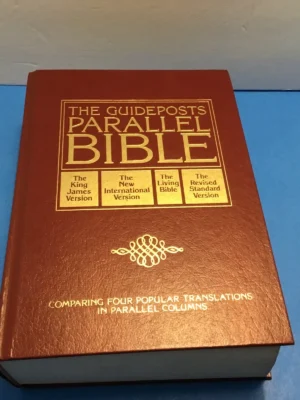 THE GUIDEPOSTS
PARALLEL
BIBLE
The
King
James
Version
The
New
International
Version
The
Living
Bible
The
Revised
Standard
Version
COMPARING FOUR POPULAR TRANSLATIONS
IN PARALLEL COLUMNS